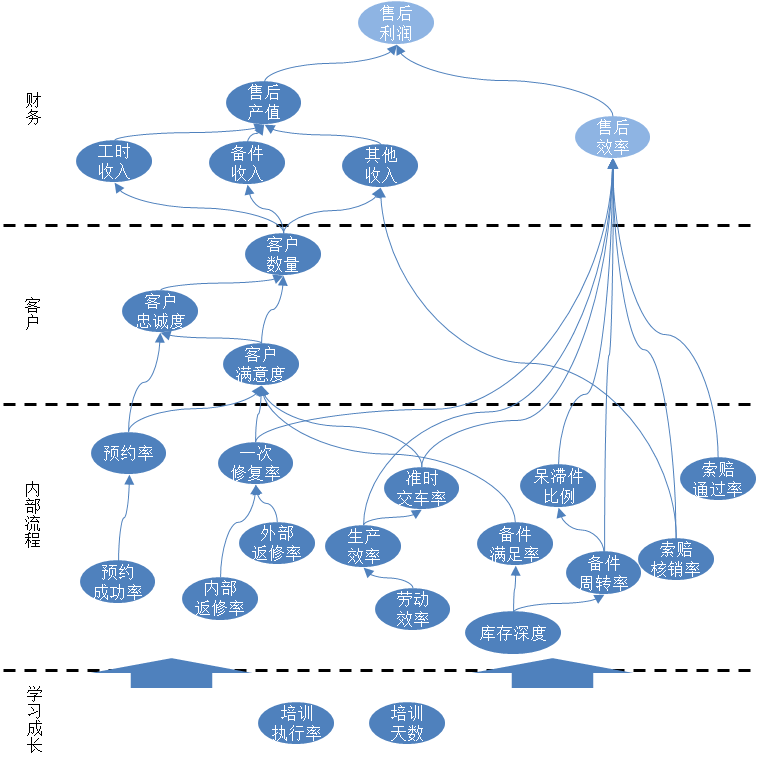 售后
利润
财
务
售后
产值
售后
效率
工时
收入
备件
收入
其他
收入
客
户
客户
数量
客户
忠诚度
客户
满意度
内
部
流
程
预约率
一次
修复率
准时
交车率
呆滞件
比例
索赔
通过率
外部
返修率
生产
效率
备件
满足率
索赔
核销率
预约
成功率
内部
返修率
劳动
效率
备件
周转率
库存深度
学
习
成
长
培训
执行率
培训
天数